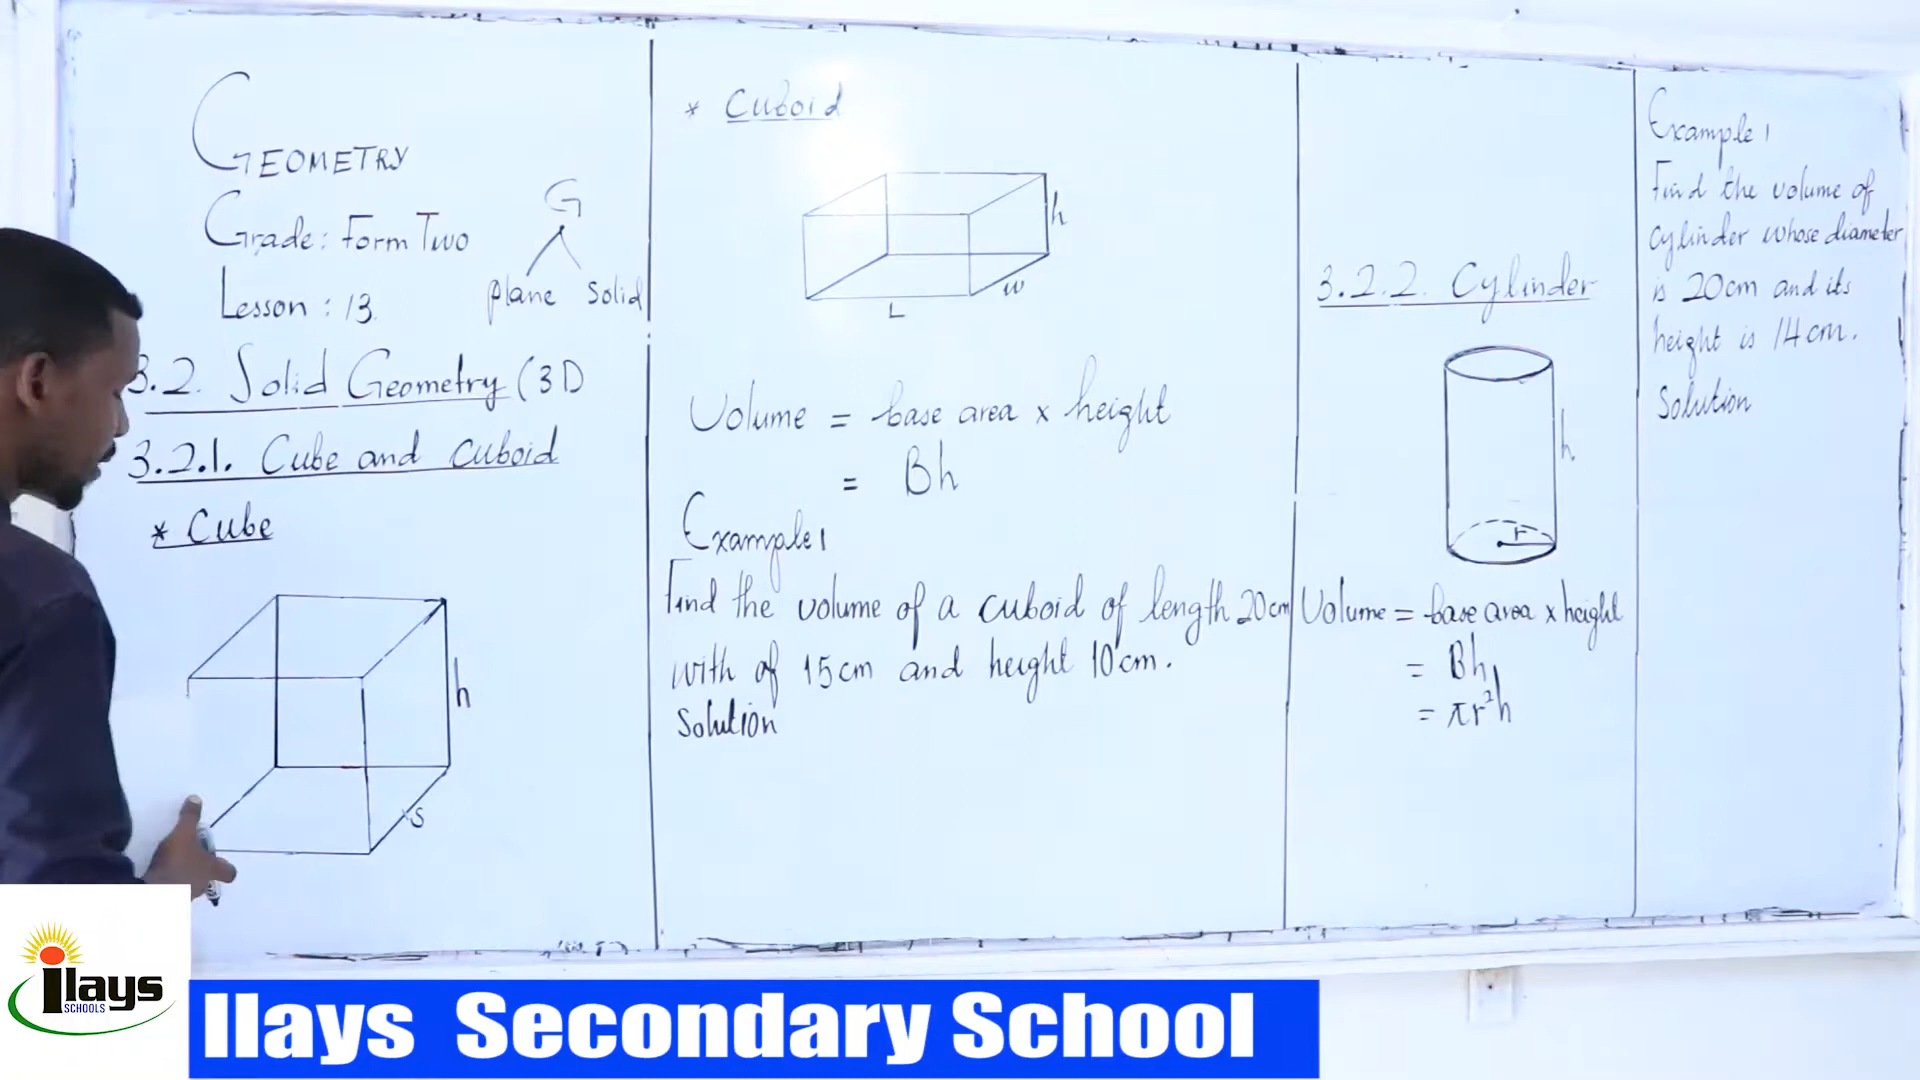 GEOMETRY
Grade: Form Two
Lesson : 13.
G
plane solid
3.2. Solid Geometry (3D
3.2.1. Cube and cuboid
* Cube
h
s
* Cuboid
h
w
L
Volume = base area x height
= Bh
Example 1
Find the volume of a cuboid of length 20cm
with of 15cm and height 10cm.
Solution
3.2.2. Cylinder
h
r
Volume = base area x height
= Bh
= πr²h
Example 1
Find the volume of
cylinder whose diameter
is 20cm and its
height is 14cm.
Solution
ilays
SCHOOLS
Ilays Secondary School